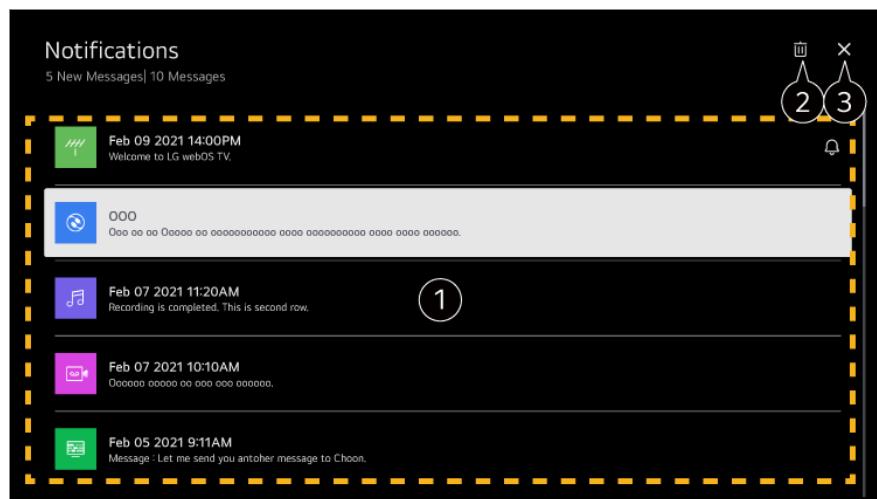 Notifications
5 New Messages| 10 Messages
2
3
Feb 09 2021 14:00PM
Welcome to LG webOS TV.
OOO
Ooo oo oo Ooooo oo ooooooooooo oooo oooooooooo oooo oooo oooooo.
Feb 07 2021 11:20AM
Recording is completed. This is second row.
1
Feb 07 2021 10:10AM
Oooooo ooooo oo ooo ooo oooooo.
Feb 05 2021 9:11AM
Message : Let me send you antoher message to Choon.